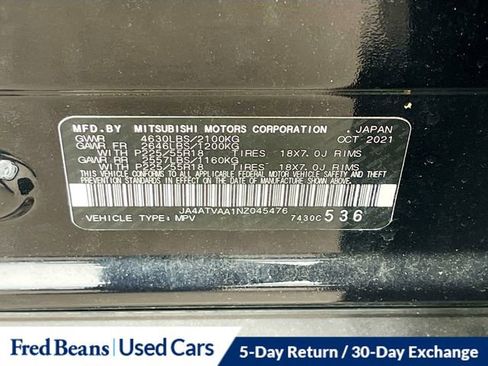 MFD.BY MITSUBISHI MOTORS CORPORATION . JAPAN
GVWR 4630LBS/2100KG OCT 2021
GAWR FR 2646LBS/1200KG
WITH P225/55R18 TIRES 18X7.0J RIMS
GAWR RR 2557LBS/1160KG
WITH P225/55R18 TIRES 18X7.0J RIMS
THIS VEHICLE CONFORMS TO ALL APPLICABLE
FEDERAL MOTOR VEHICLE SAFETY AND THEFT
PREVENTION STANDARDS IN EFFECT ON THE DATE
OF MANUFACTURE SHOWN ABOVE.
JA4ATVAA1NZ045476
VEHICLE TYPE:MPV 7430C 536
Fred Beans Used Cars 5-Day Return / 30-Day Exchange